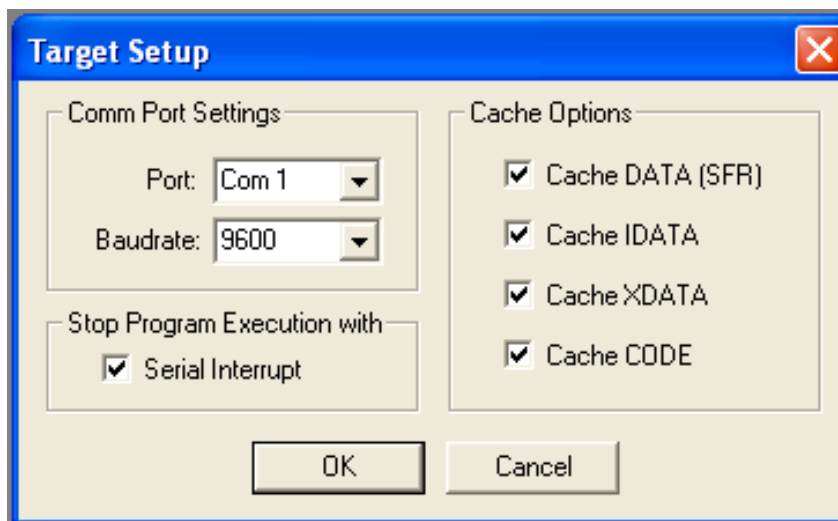 Target Setup
Comm Port Settings
Port: Com 1
Baudrate: 9600
Stop Program Execution with
Serial Interrupt
Cache Options
Cache DATA (SFR)
Cache IDATA
Cache XDATA
Cache CODE
OK
Cancel